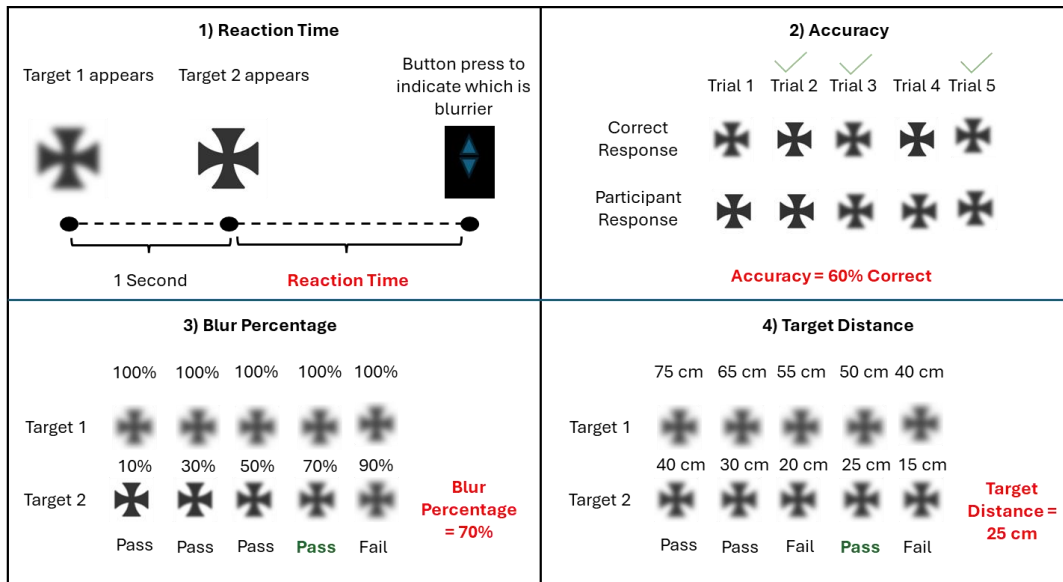 1) Reaction Time
Target 1 appears
Target 2 appears
Button press to
indicate which is
blurrier
1 Second
Reaction Time
2) Accuracy
Trial 1 Trial 2 Trial 3 Trial 4 Trial 5
Correct
Response
Participant
Response
Accuracy = 60% Correct
3) Blur Percentage
100% 100% 100% 100% 100%
Target 1
10% 30% 50% 70% 90%
Target 2
Pass Pass Pass Pass Fail
Blur
Percentage
= 70%
4) Target Distance
75 cm 65 cm 55 cm 50 cm 40 cm
Target 1
40 cm 30 cm 20 cm 25 cm 15 cm
Target 2
Pass Pass Fail Pass Fail
Target
Distance =
25 cm